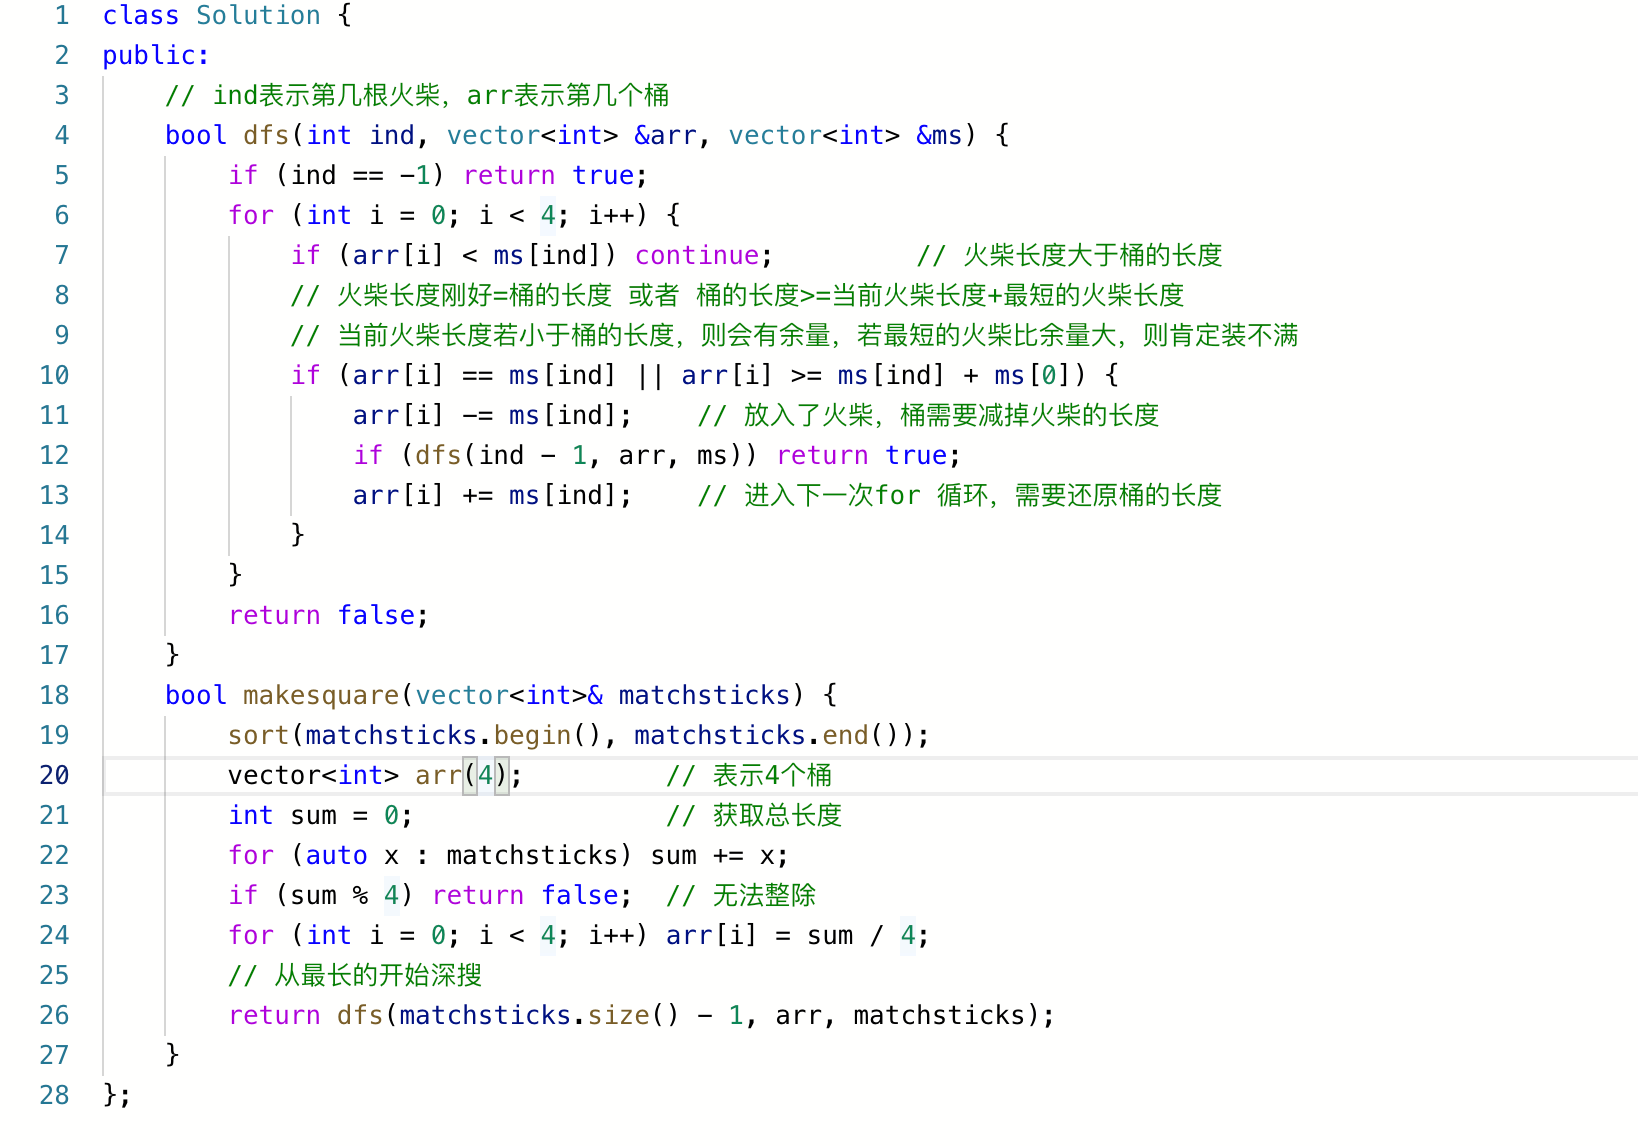 1 class Solution {
2 public:
3     // ind表示第几根火柴，arr表示第几个桶
4     bool dfs(int ind, vector<int> &arr, vector<int> &ms) {
5         if (ind == -1) return true;
6         for (int i = 0; i < 4; i++) {
7             if (arr[i] < ms[ind]) continue;         // 火柴长度大于桶的长度
8             // 火柴长度刚好=桶的长度 或者 桶的长度>=当前火柴长度+最短的火柴长度
9             // 当前火柴长度若小于桶的长度，则会有余量，若最短的火柴比余量大，则肯定装不满
10             if (arr[i] == ms[ind] || arr[i] >= ms[ind] + ms[0]) {
11                 arr[i] -= ms[ind];    // 放入了火柴，桶需要减掉火柴的长度
12                 if (dfs(ind - 1, arr, ms)) return true;
13                 arr[i] += ms[ind];    // 进入下一次for 循环，需要还原桶的长度
14             }
15         }
16         return false;
17     }
18     bool makesquare(vector<int>& matchsticks) {
19         sort(matchsticks.begin(), matchsticks.end());
20         vector<int> arr(4);         // 表示4个桶
21         int sum = 0;                // 获取总长度
22         for (auto x : matchsticks) sum += x;
23         if (sum % 4) return false;  // 无法整除
24         for (int i = 0; i < 4; i++) arr[i] = sum / 4;
25         // 从最长的开始深搜
26         return dfs(matchsticks.size() - 1, arr, matchsticks);
27     }
28 };